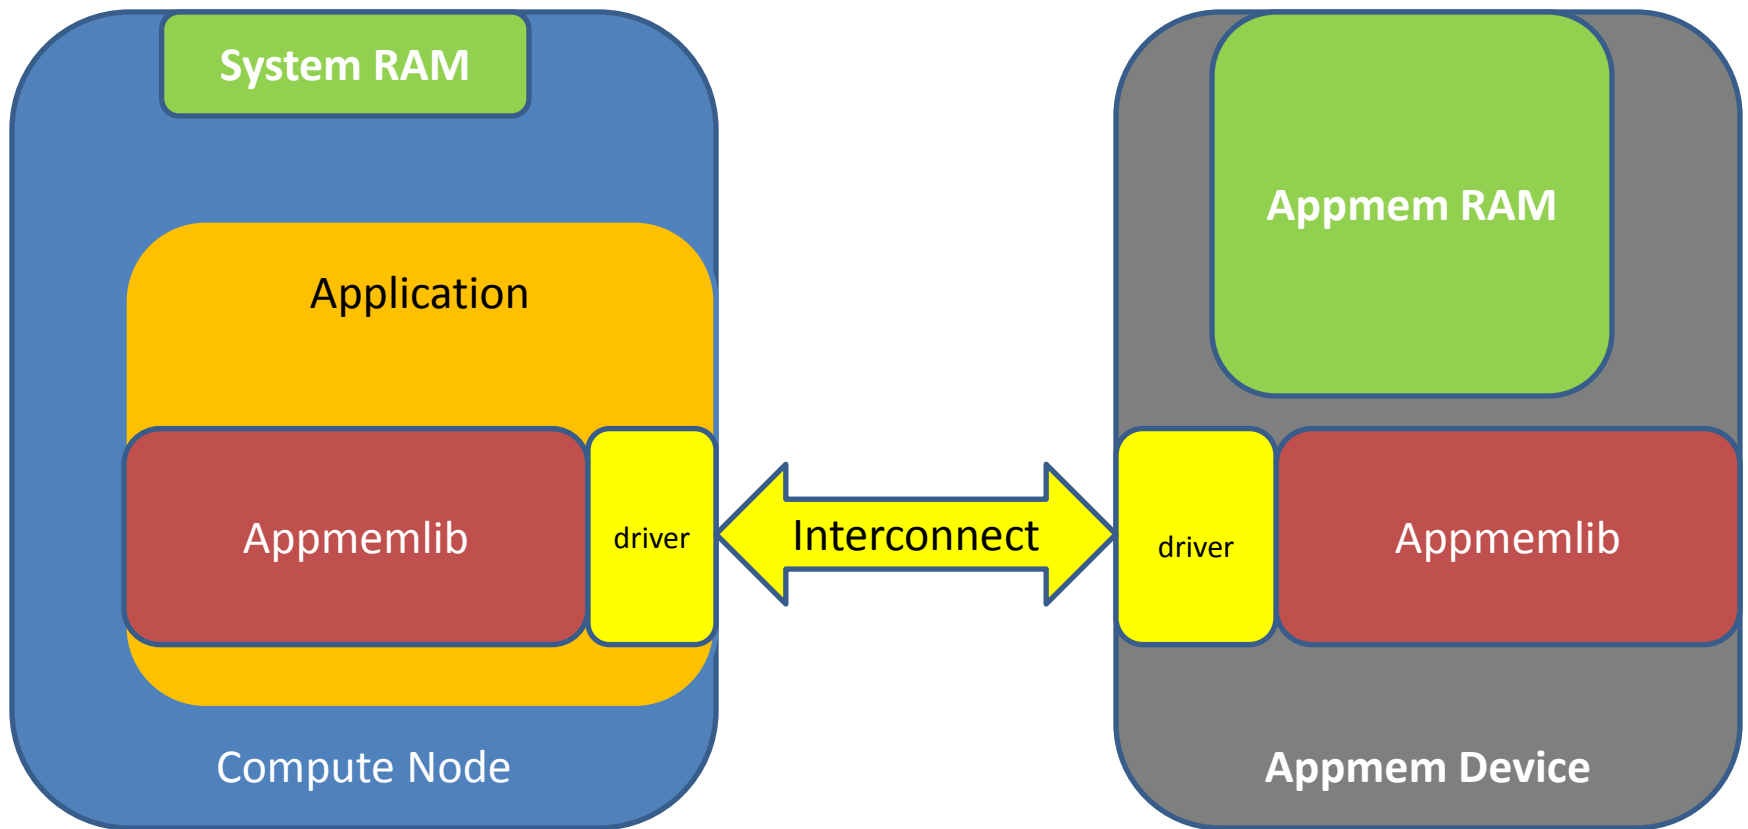 System RAM
Application
Appmemlib
driver
Compute Node
Interconnect
Appmem RAM
driver
Appmemlib
Appmem Device